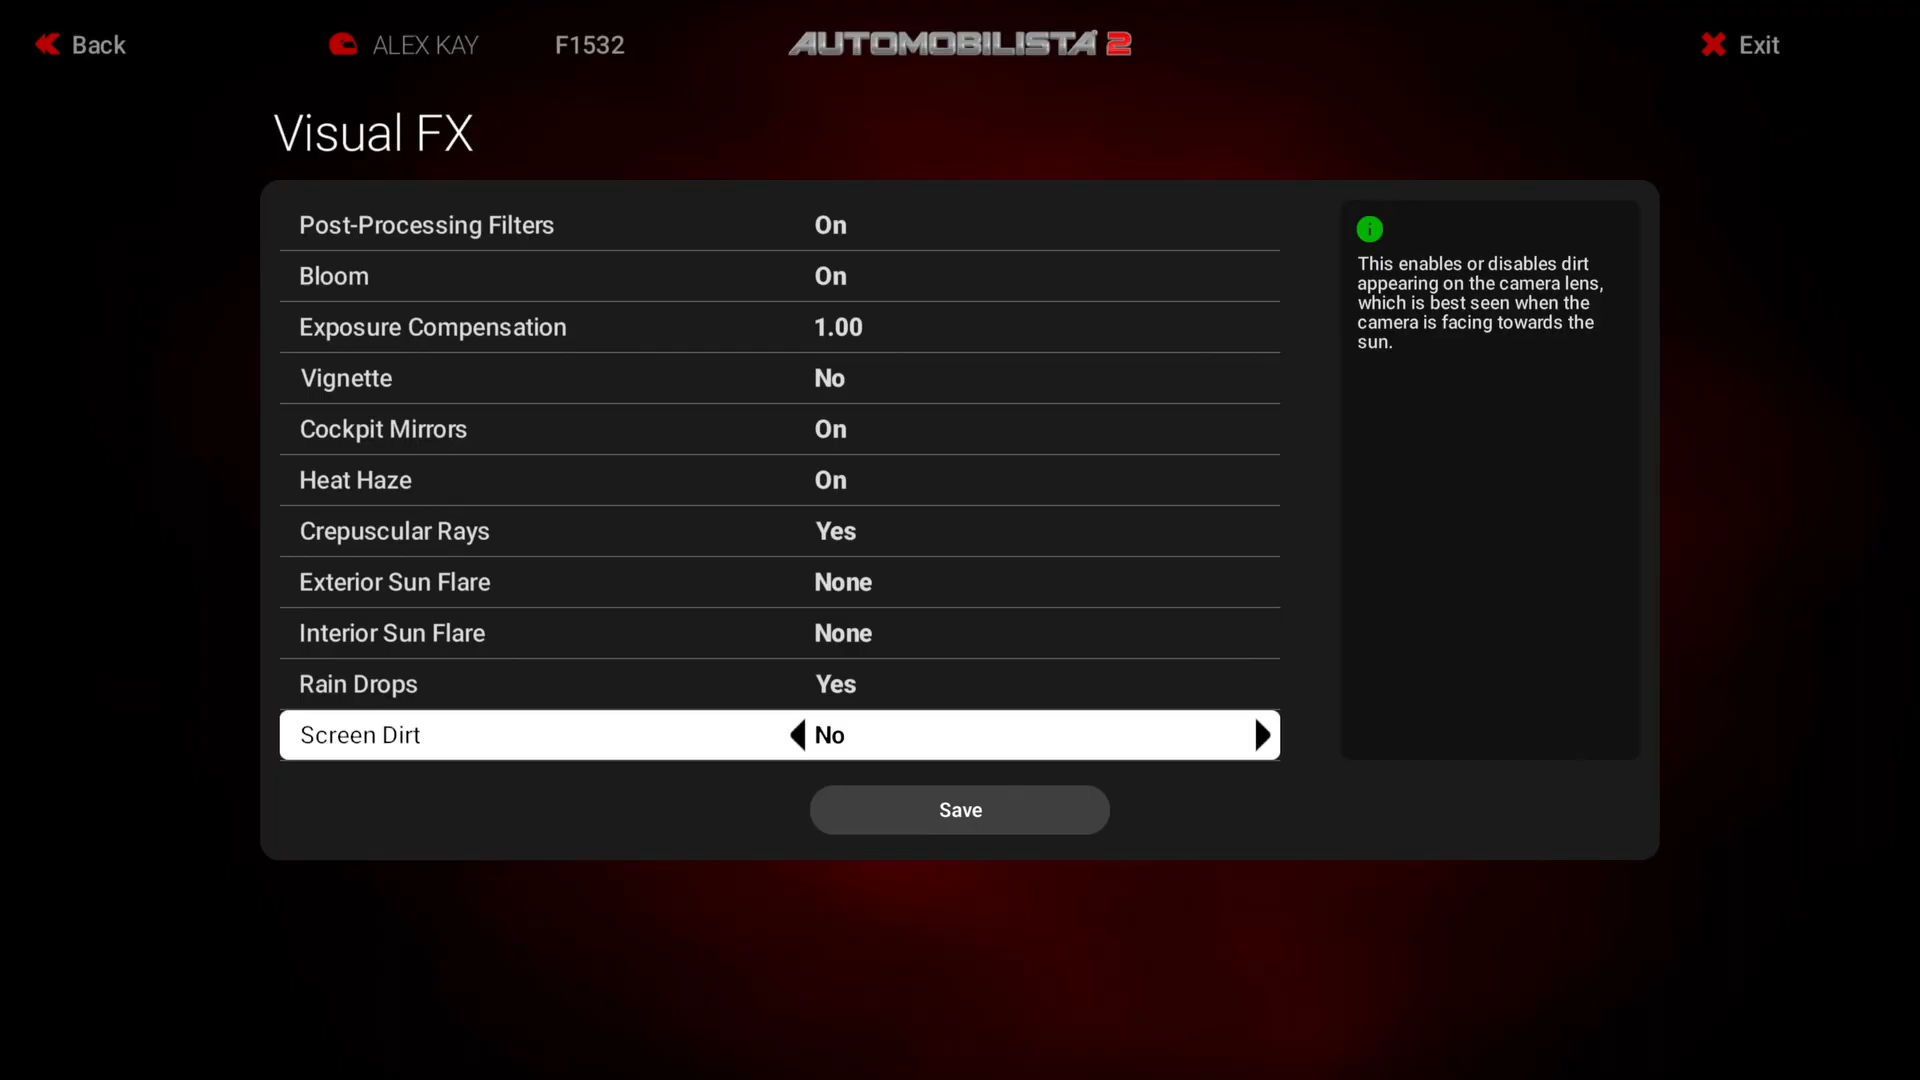 Back
ALEX KAY
F1532
AUTOMOBILISTA 2
Exit
Visual FX
Post-Processing Filters On
Bloom On
Exposure Compensation 1.00
Vignette No
Cockpit Mirrors On
Heat Haze On
Crepuscular Rays Yes
Exterior Sun Flare None
Interior Sun Flare None
Rain Drops Yes
Screen Dirt No
i
This enables or disables dirt
appearing on the camera lens,
which is best seen when the
camera is facing towards the
sun.
Save